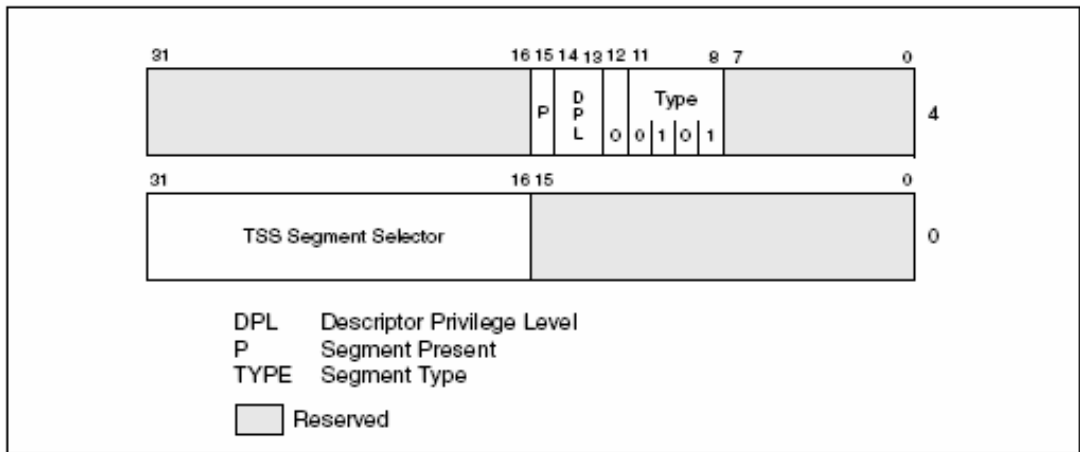 31 16 15 14 13 12 11 8 7 0
P D P L 0 Type 0 1 0 1 4
31 16 15 0
TSS Segment Selector 0
DPL Descriptor Privilege Level
P Segment Present
TYPE Segment Type
Reserved